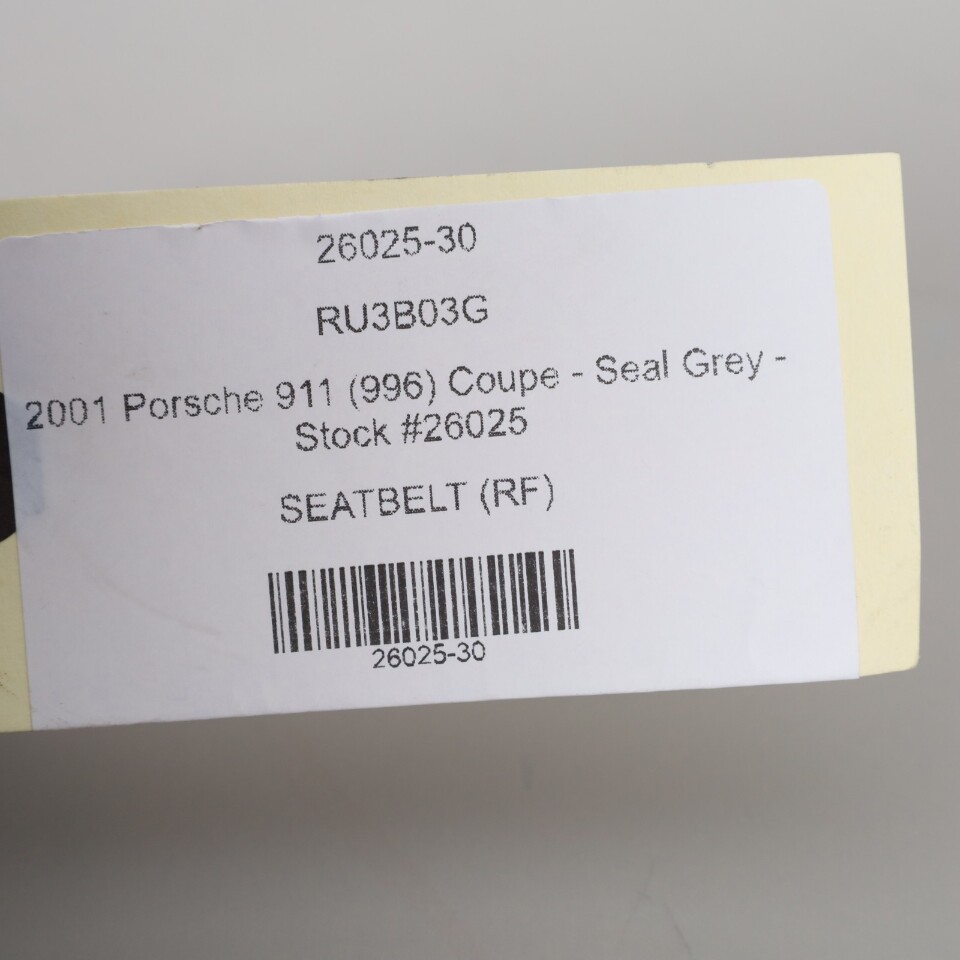 26025-30
RU3B03G
2001 Porsche 911 (996) Coupe - Seal Grey -
Stock #26025
SEATBELT (RF)
26025-30